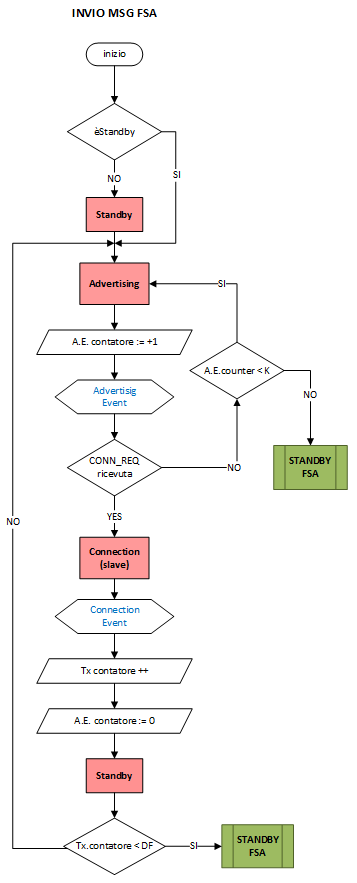 INVIO MSG FSA
inizio
èStandby
NO
SI
Standby
Advertising
SI
A.E. contatore := +1
A.E.counter < K
Advertisig
Event
NO
CONN_REQ
ricevuta
NO
STANDBY
FSA
YES
NO
Connection
(slave)
Connection
Event
Tx contatore ++
A.E. contatore := 0
Standby
Tx.contatore < DF
SI
STANDBY
FSA